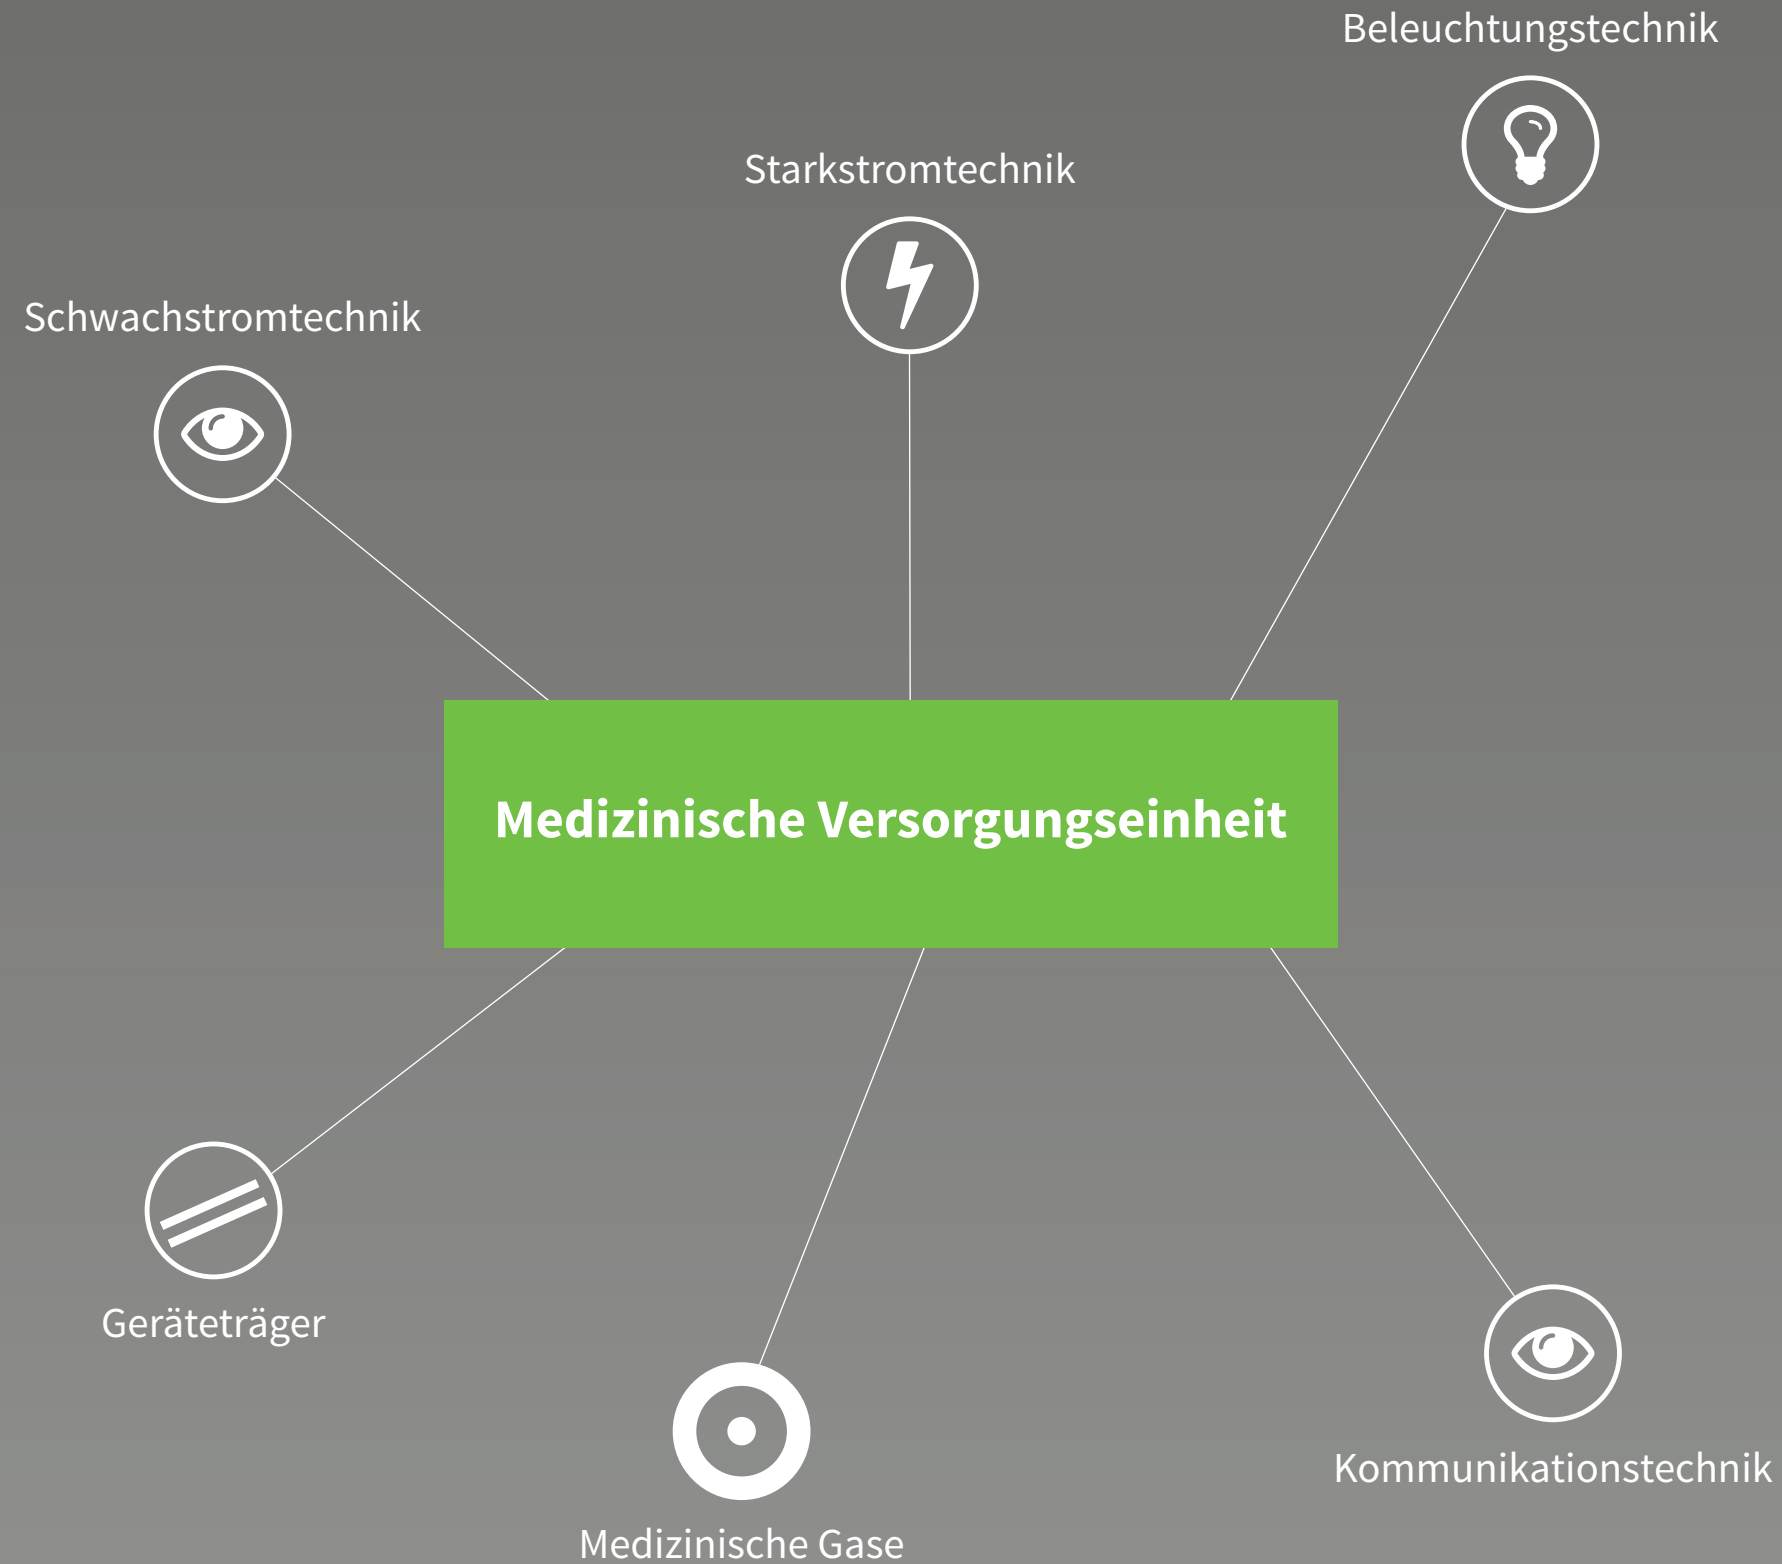 Beleuchtungstechnik
Starkstromtechnik
Schwachstromtechnik
Medizinische Versorgungseinheit
Geräteträger
Kommunikationstechnik
Medizinische Gase